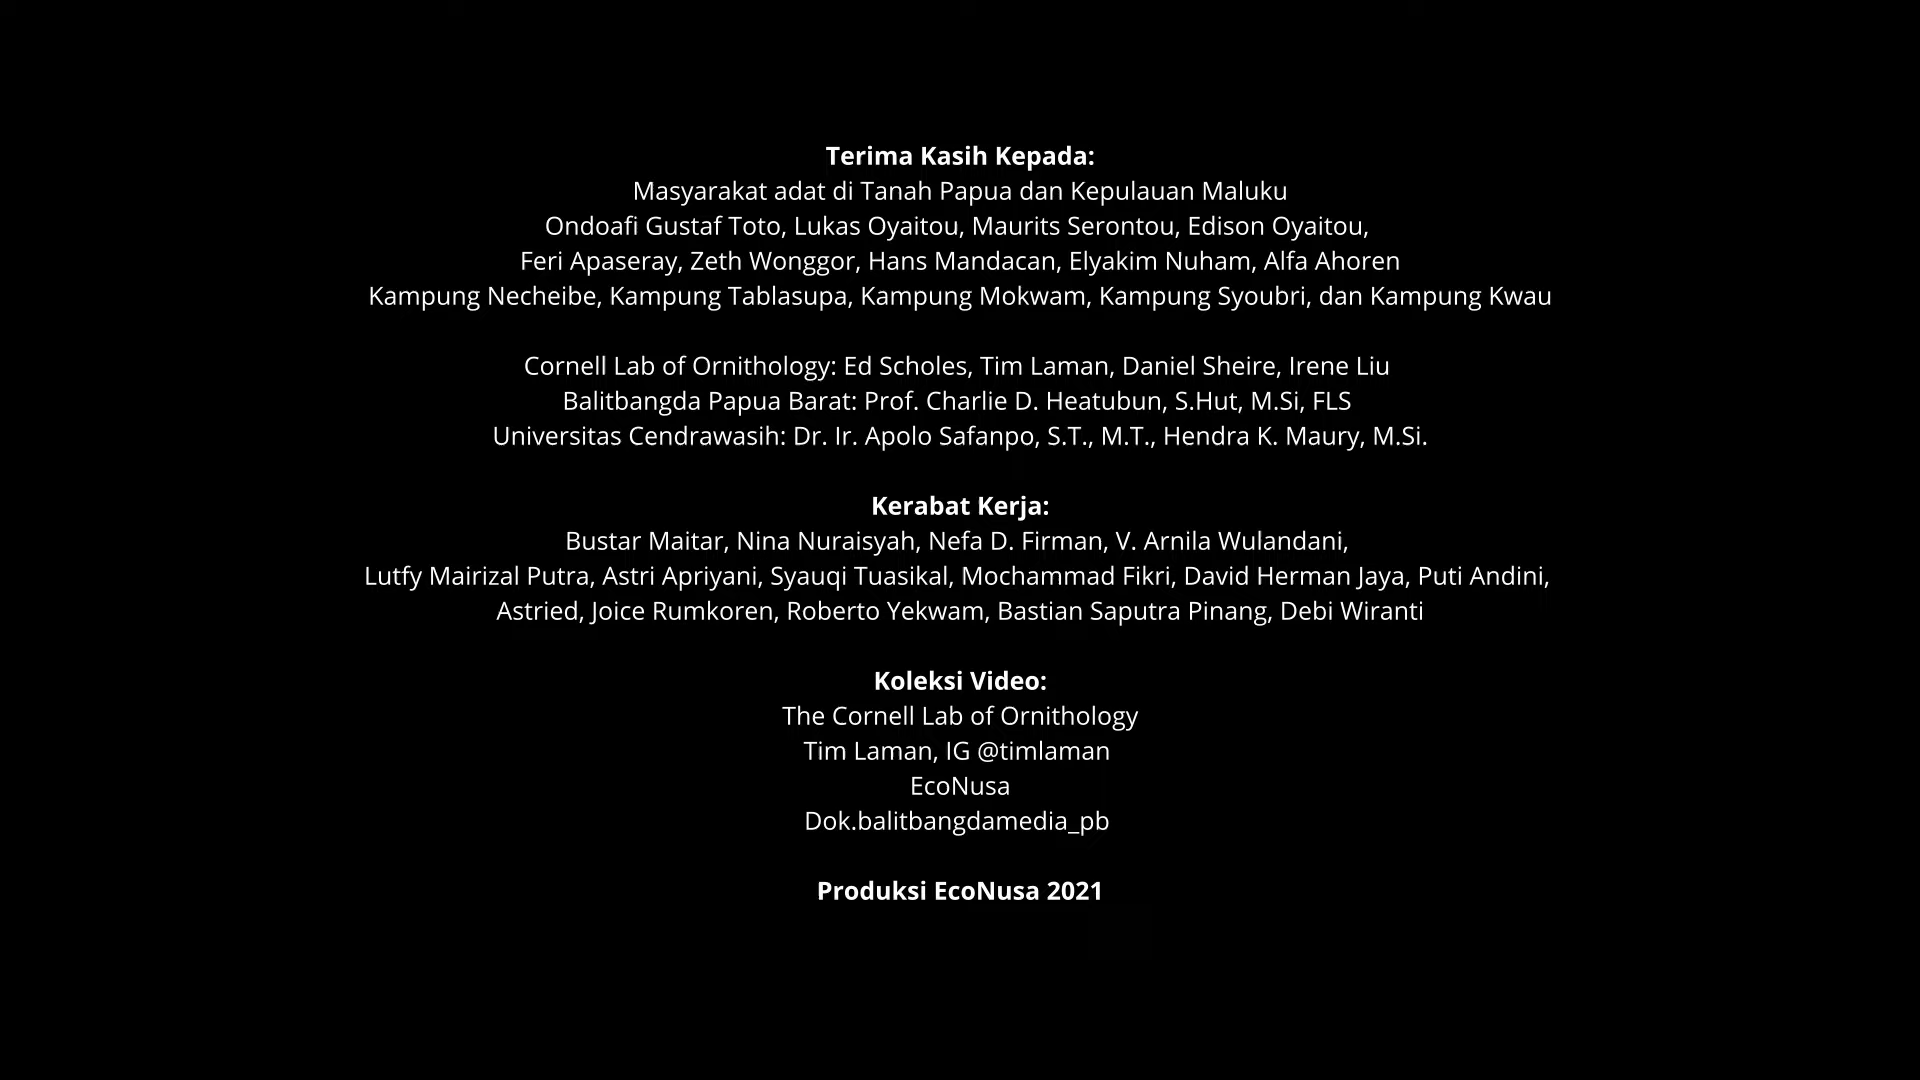 Terima Kasih Kepada:
Masyarakat adat di Tanah Papua dan Kepulauan Maluku
Ondoafi Gustaf Toto, Lukas Oyaitou, Maurits Serontou, Edison Oyaitou,
Feri Apaseray, Zeth Wonggor, Hans Mandacan, Elyakim Nuham, Alfa Ahoren
Kampung Necheibe, Kampung Tablasupa, Kampung Mokwam, Kampung Syoubri, dan Kampung Kwau
Cornell Lab of Ornithology: Ed Scholes, Tim Laman, Daniel Sheire, Irene Liu
Balitbangda Papua Barat: Prof. Charlie D. Heatubun, S.Hut, M.Si, FLS
Universitas Cendrawasih: Dr. Ir. Apolo Safanpo, S.T., M.T., Hendra K. Maury, M.Si.
Kerabat Kerja:
Bustar Maitar, Nina Nuraisyah, Nefa D. Firman, V. Arnila Wulandani,
Lutfy Mairizal Putra, Astri Apriyani, Syauqi Tuasikal, Mochammad Fikri, David Herman Jaya, Puti Andini,
Astried, Joice Rumkoren, Roberto Yekwam, Bastian Saputra Pinang, Debi Wiranti
Koleksi Video:
The Cornell Lab of Ornithology
Tim Laman, IG @timlaman
EcoNusa
Dok.balitbangdamedia_pb
Produksi EcoNusa 2021